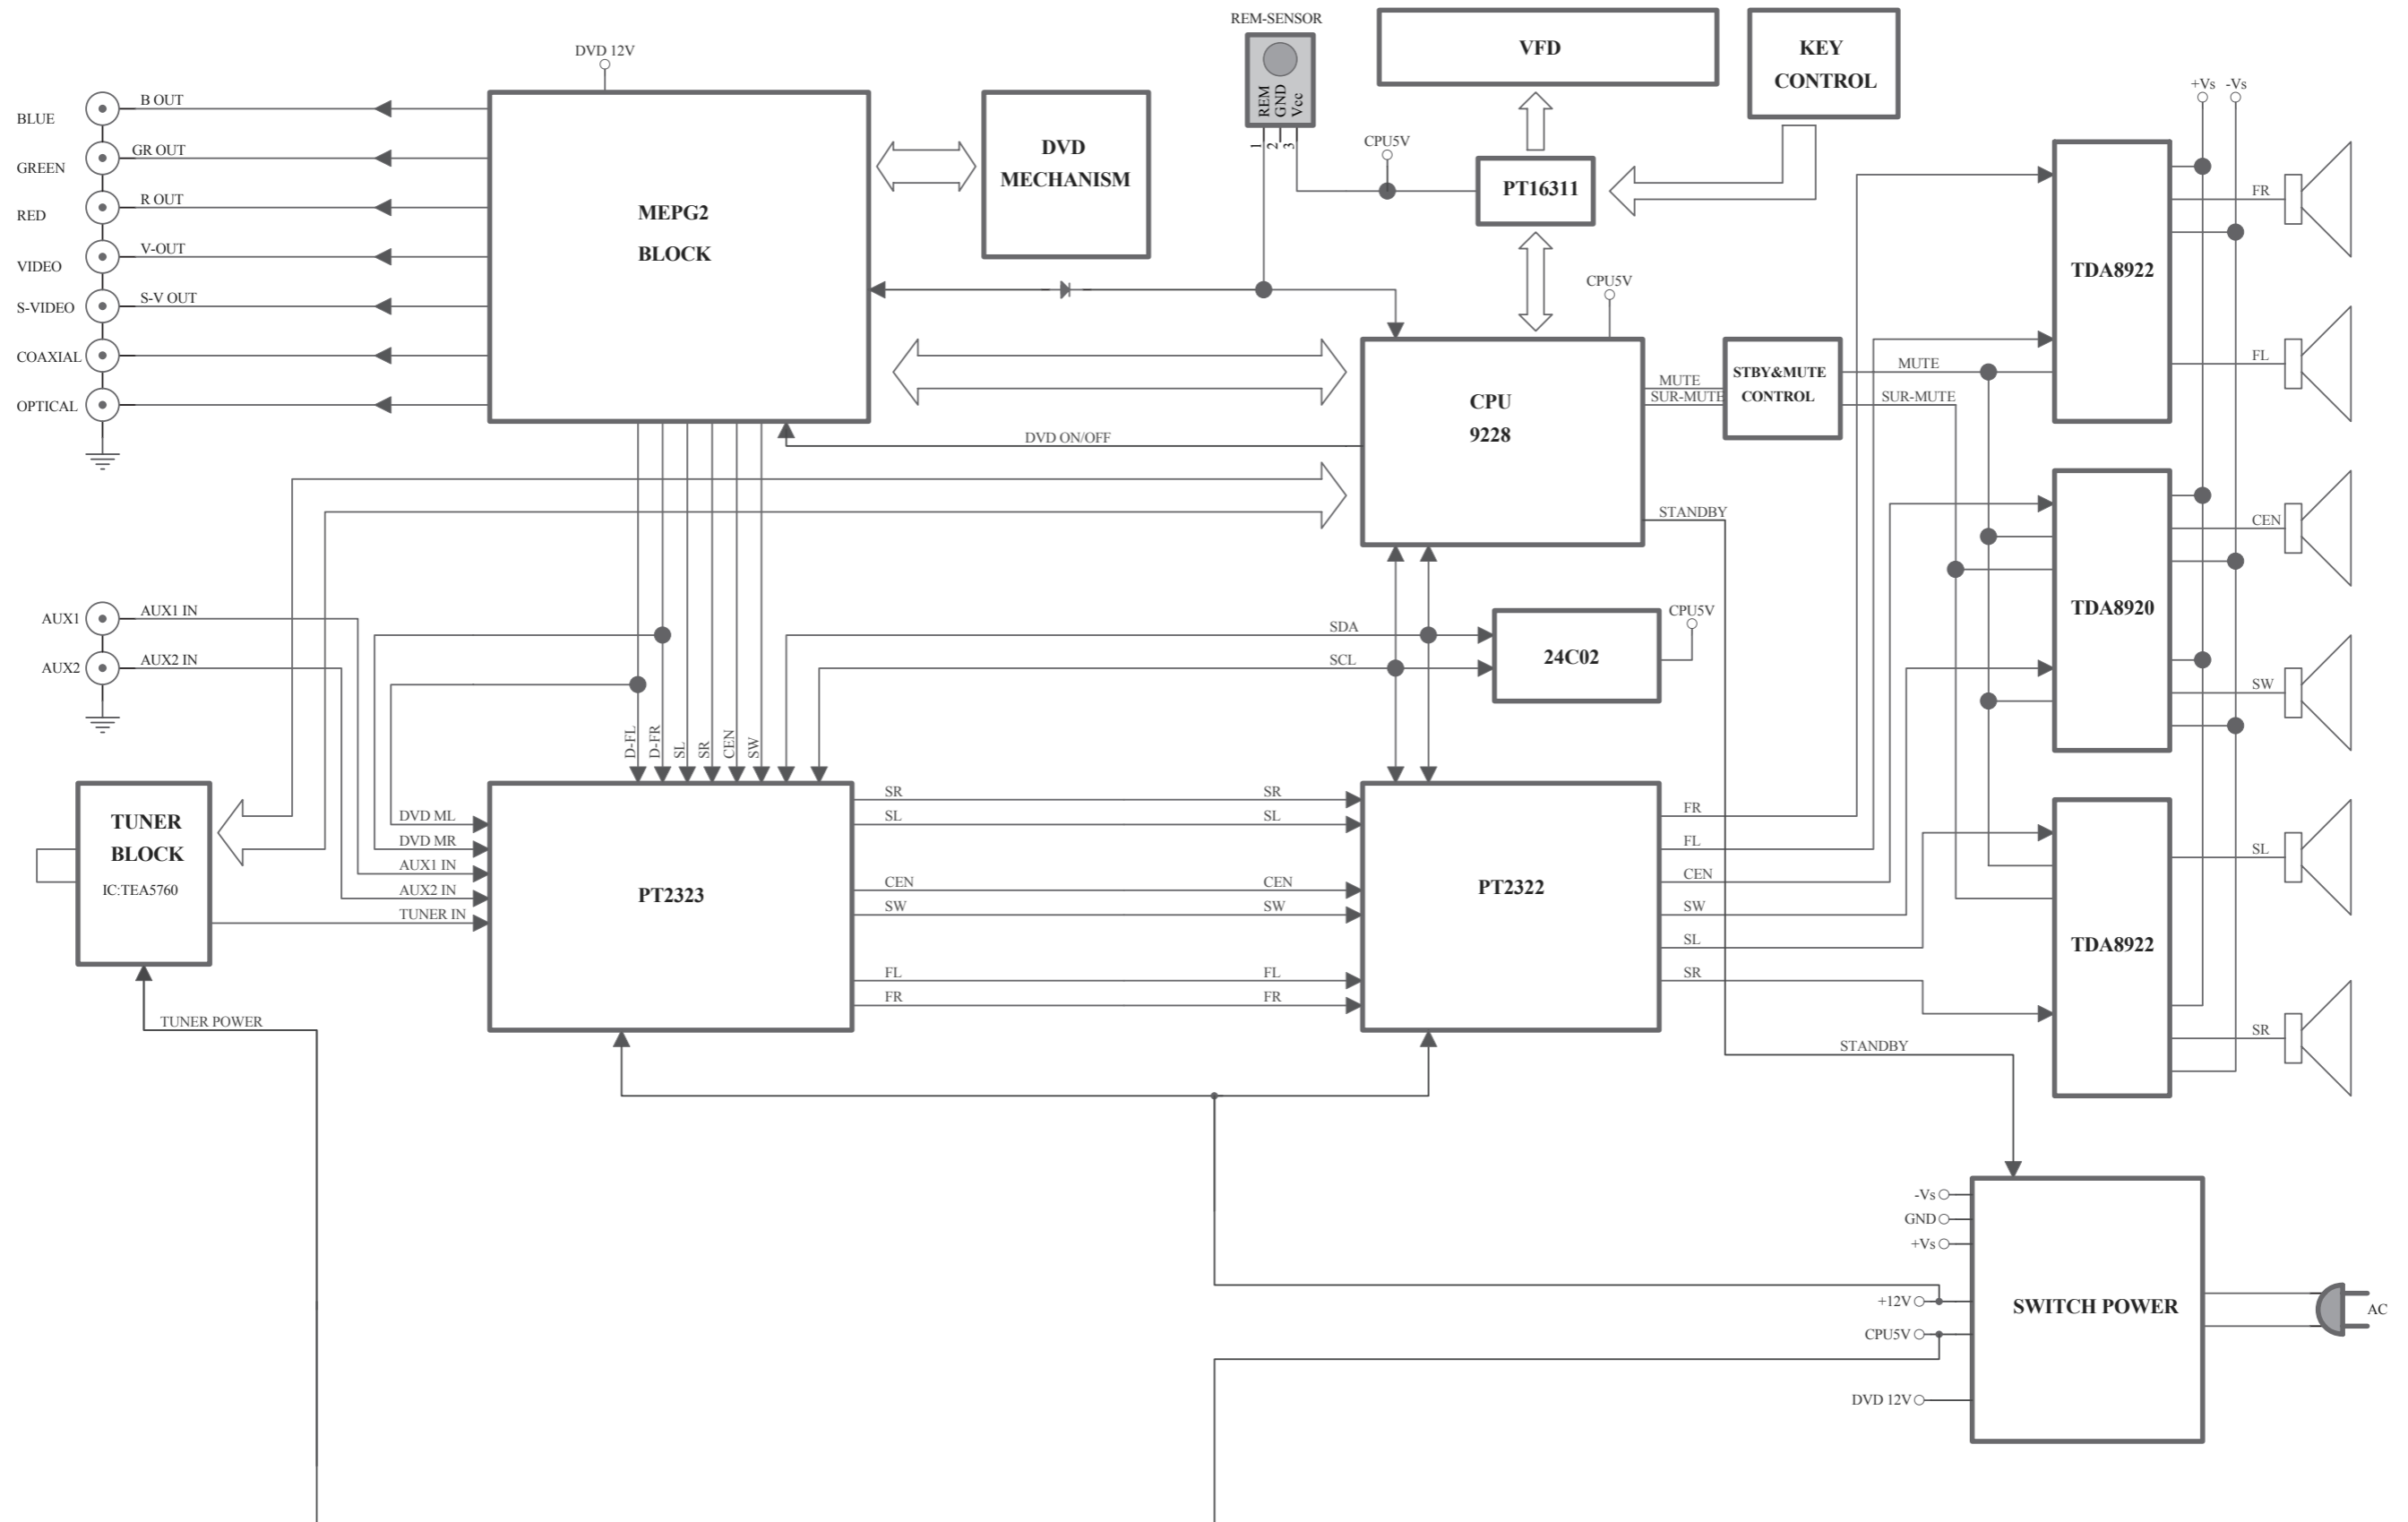 REM-SENSOR
VFD
KEY
CONTROL
DVD 12V
REM
GND
Vcc
1
2
3
+Vs
-Vs
BLUE
B OUT
GREEN
GR OUT
RED
R OUT
VIDEO
V-OUT
S-VIDEO
S-V OUT
COAXIAL
OPTICAL
MEPG2
BLOCK
DVD
MECHANISM
CPU5V
PT16311
CPU5V
CPU
9228
MUTE
SUR-MUTE
STBY&MUTE
CONTROL
MUTE
SUR-MUTE
TDA8922
FR
FL
DVD ON/OFF
STANDBY
TDA8920
CEN
SW
AUX1
AUX1 IN
AUX2
AUX2 IN
SDA
SCL
24C02
CPU5V
D-FL
D-FR
SL
SR
CEN
SW
TUNER
BLOCK
IC:TEA5760
DVD ML
DVD MR
AUX1 IN
AUX2 IN
TUNER IN
PT2323
SR
SL
CEN
SW
FL
FR
SR
SL
CEN
SW
FL
FR
PT2322
FR
FL
CEN
SW
SL
SR
TDA8922
SL
SR
TUNER POWER
STANDBY
-Vs
GND
+Vs
+12V
CPU5V
DVD 12V
SWITCH POWER
AC